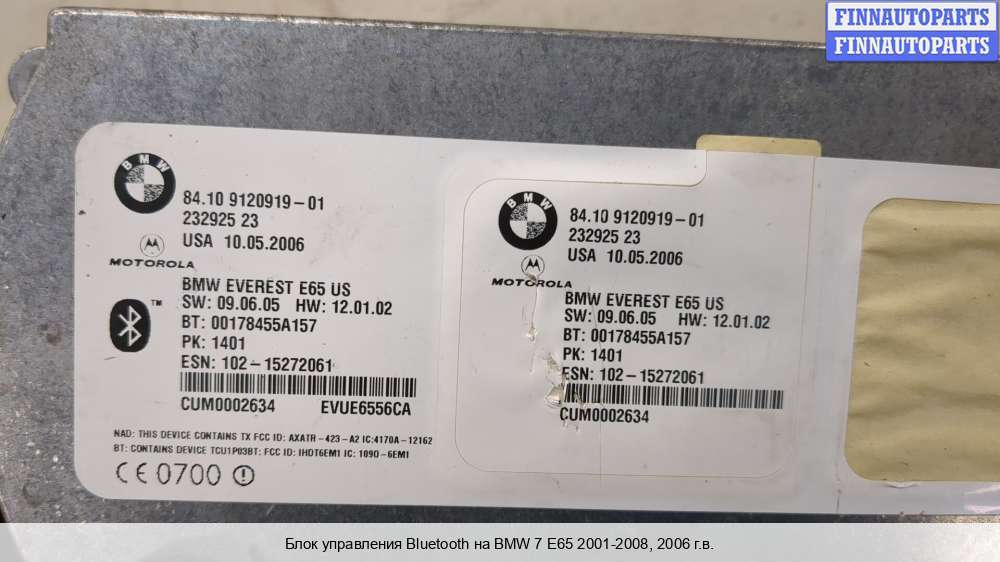 FINNAUTOPARTS
FINNAUTOPARTS
BMW
84.10 9120919-01
232925 23
USA 10.05.2006
MOTOROLA
BMW EVEREST E65 US
SW: 09.06.05 HW: 12.01.02
BT: 00178455A157
PK: 1401
ESN: 102-15272061
CUM0002634 EVUE6556CA
NAD: THIS DEVICE CONTAINS TX FCC ID: AXATR-423-A2 IC:4170A-12162
BT: CONTAINS DEVICE TCU1P03BT: FCC ID: IHDT6EM1 IC: 1090-6EM1
CE 0700
TM
BMW
84.10 9120919-01
232925 23
USA 10.05.2006
MOTOROLA
BMW EVEREST E65 US
SW: 09.06.05 HW: 12.01.02
BT: 00178455A157
PK: 1401
ESN: 102-15272061
CUM0002634
Блок управления Bluetooth на BMW 7 E65 2001-2008, 2006 г.в.